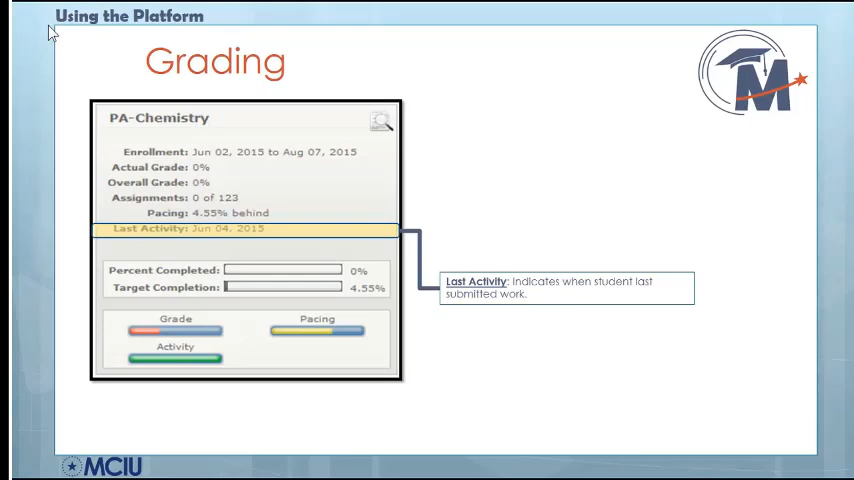 Using the Platform
Grading
M
PA-Chemistry
Enrollment: Jun 02, 2015 to Aug 07, 2015
Actual Grade: 0%
Overall Grade: 0%
Assignments: 0 of 123
Pacing: 4.55% behind
Last Activity: Jun 04, 2015
Last Activity: Indicates when student last
submitted work.
Percent Completed: 0%
Target Completion: 4.55%
Grade Pacing
Activity
MCIU